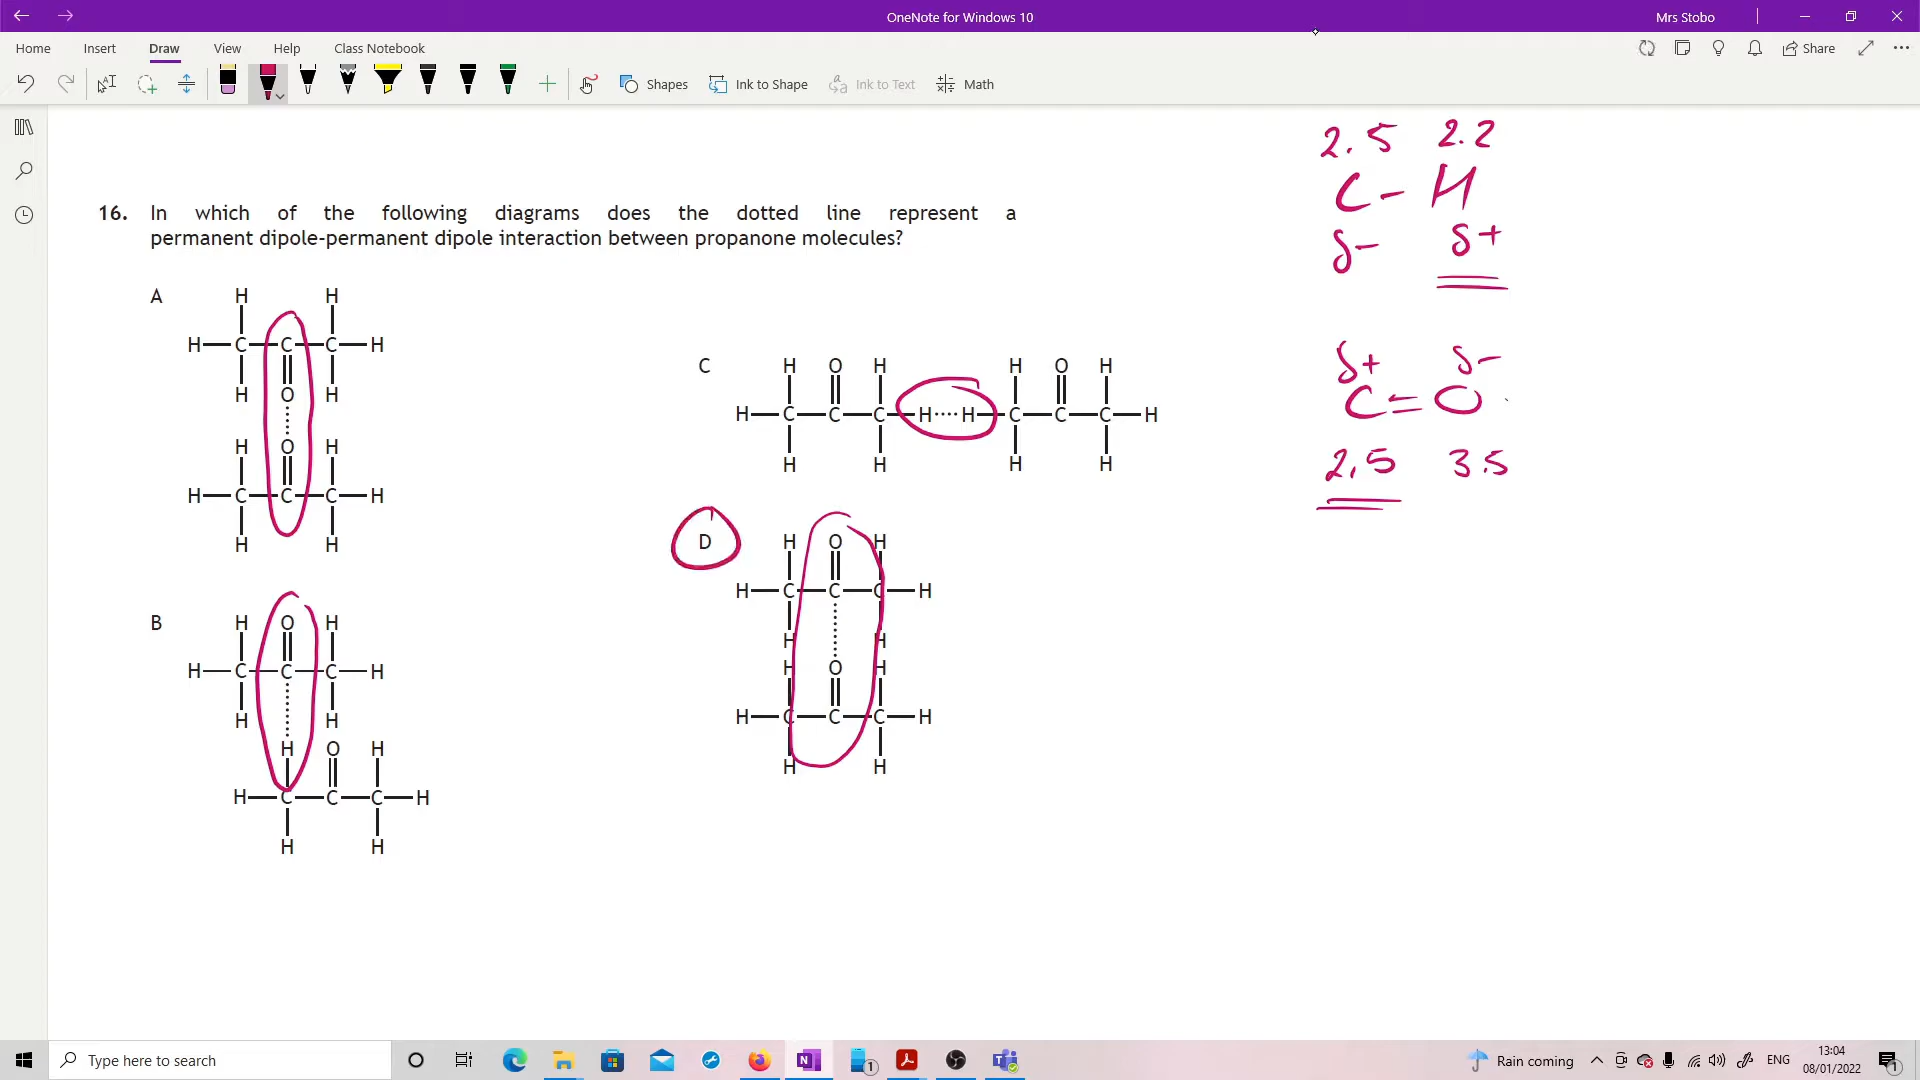 OneNote for Windows 10
Mrs Stobo
Home Insert Draw View Help Class Notebook
Share
Shapes Ink to Shape Ink to Text Math
16. In which of the following diagrams does the dotted line represent a
permanent dipole-permanent dipole interaction between propanone molecules?
A
H H
H C C C H
H O H
H O H
H C C C H
H H
B
H O H
H C C C H
H H
H O H
H C C C H
H H
C
H O H H O H
H C C C H H C C C H
H H H H
D
H O H
H C C C H
H H
H O H
H C C C H
H H
2.5 2.2
C - H
δ- δ+
δ+ δ-
C = O
2.5 3.5
Type here to search
1
Rain coming
ENG
13:04
08/01/2022
1